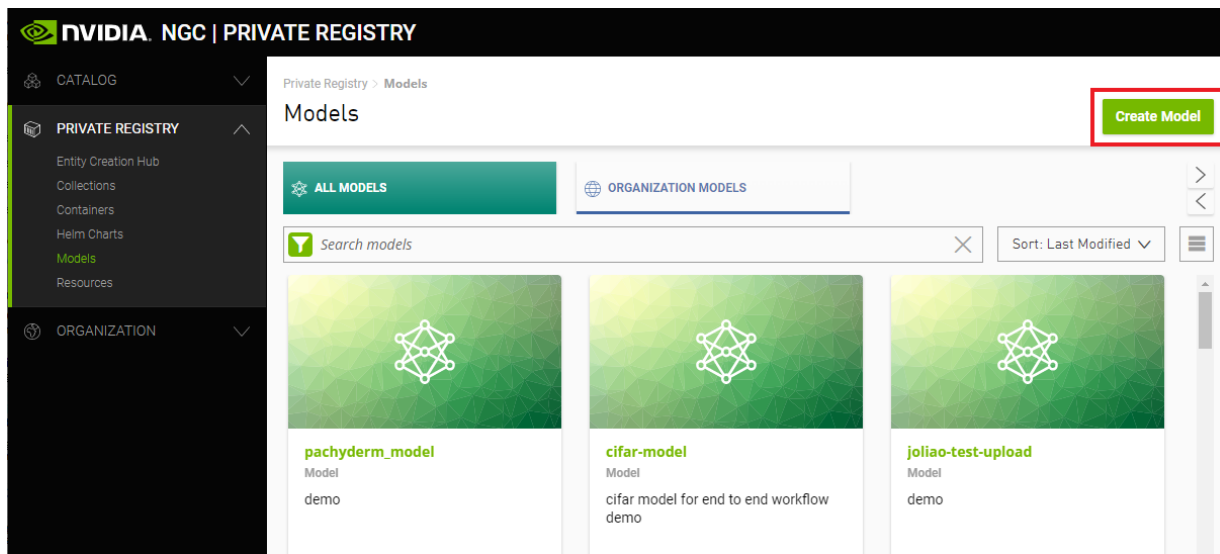 NVIDIA. NGC | PRIVATE REGISTRY
CATALOG
PRIVATE REGISTRY
Entity Creation Hub
Collections
Containers
Helm Charts
Models
Resources
ORGANIZATION
Private Registry > Models
Models
Create Model
ALL MODELS
ORGANIZATION MODELS
Search models
Sort: Last Modified
pachyderm_model
Model
demo
cifar-model
Model
cifar model for end to end workflow
demo
joliao-test-upload
Model
demo